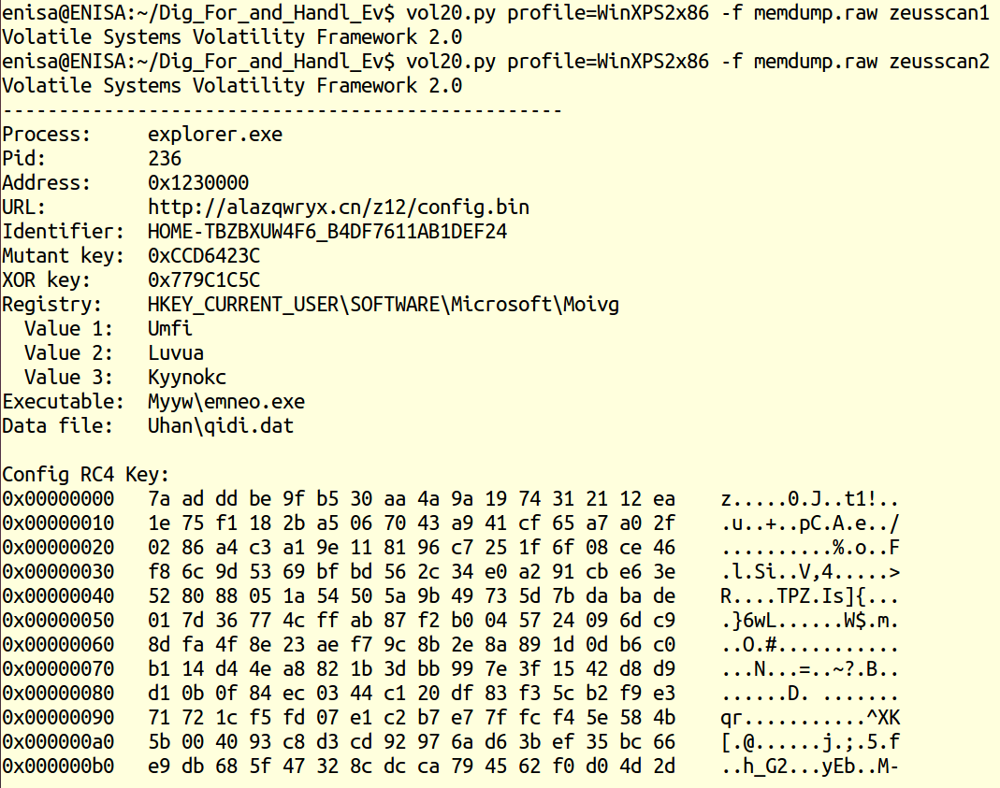 enisa@ENISA:~/Dig_For_and_Handl_Ev$ vol20.py profile=WinXPS2x86 -f memdump.raw zeusscan1
Volatile Systems Volatility Framework 2.0
enisa@ENISA:~/Dig_For_and_Handl_Ev$ vol20.py profile=WinXPS2x86 -f memdump.raw zeusscan2
Volatile Systems Volatility Framework 2.0
--------------------------------------------------
Process:     explorer.exe
Pid:         236
Address:     0x1230000
URL:         http://alazqwryx.cn/z12/config.bin
Identifier:  HOME-TBZBXUW4F6_B4DF7611AB1DEF24
Mutant key:  0xCCD6423C
XOR key:     0x779C1C5C
Registry:    HKEY_CURRENT_USER\SOFTWARE\Microsoft\Moivg
  Value 1:   Umfi
  Value 2:   Luvua
  Value 3:   Kyynokc
Executable:  Myyw\emneo.exe
Data file:   Uhan\qidi.dat

Config RC4 Key:
0x00000000   7a ad dd be 9f b5 30 aa 4a 9a 19 74 31 21 12 ea    z.....0.J..t1!..
0x00000010   1e 75 f1 18 2b a5 06 70 43 a9 41 cf 65 a7 a0 2f    .u..+..pC.A.e../
0x00000020   02 86 a4 c3 a1 9e 11 81 96 c7 25 1f 6f 08 ce 46    ..........%.o..F
0x00000030   f8 6c 9d 53 69 bf bd 56 2c 34 e0 a2 91 cb e6 3e    .l.Si..V,4.....>
0x00000040   52 80 88 05 1a 54 50 5a 9b 49 73 5d 7b da ba de    R....TPZ.Is]{...
0x00000050   01 7d 36 77 4c ff ab 87 f2 b0 04 57 24 09 6d c9    .}6wL......W$.m.
0x00000060   8d fa 4f 8e 23 ae f7 9c 8b 2e 8a 89 1d 0d b6 c0    ..O.#...........
0x00000070   b1 14 d4 4e a8 82 1b 3d bb 99 7e 3f 15 42 d8 d9    ...N...=..~?.B..
0x00000080   d1 0b 0f 84 ec 03 44 c1 20 df 83 f3 5c b2 f9 e3    ......D. .......
0x00000090   71 72 1c f5 fd 07 e1 c2 b7 e7 7f fc f4 5e 58 4b    qr...........^XK
0x000000a0   5b 00 40 93 c8 d3 cd 92 97 6a d6 3b ef 35 bc 66    [.@......j.;.5.f
0x000000b0   e9 db 68 5f 47 32 8c dc ca 79 45 62 f0 d0 4d 2d    ..h_G2...yEb..M-